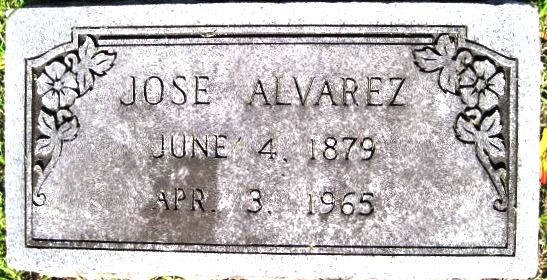 JOSE ALVAREZ
JUNE 4, 1879
APR. 3, 1965